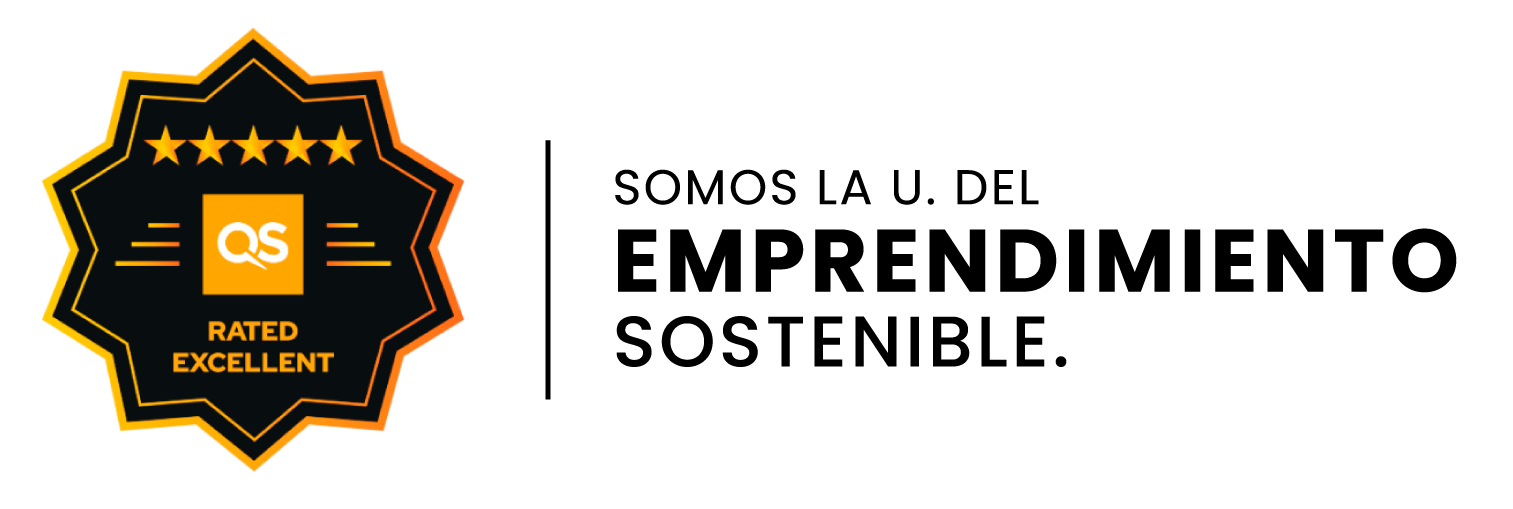 QS
RATED
EXCELLENT
SOMOS LA U. DEL
EMPRENDIMIENTO
SOSTENIBLE.